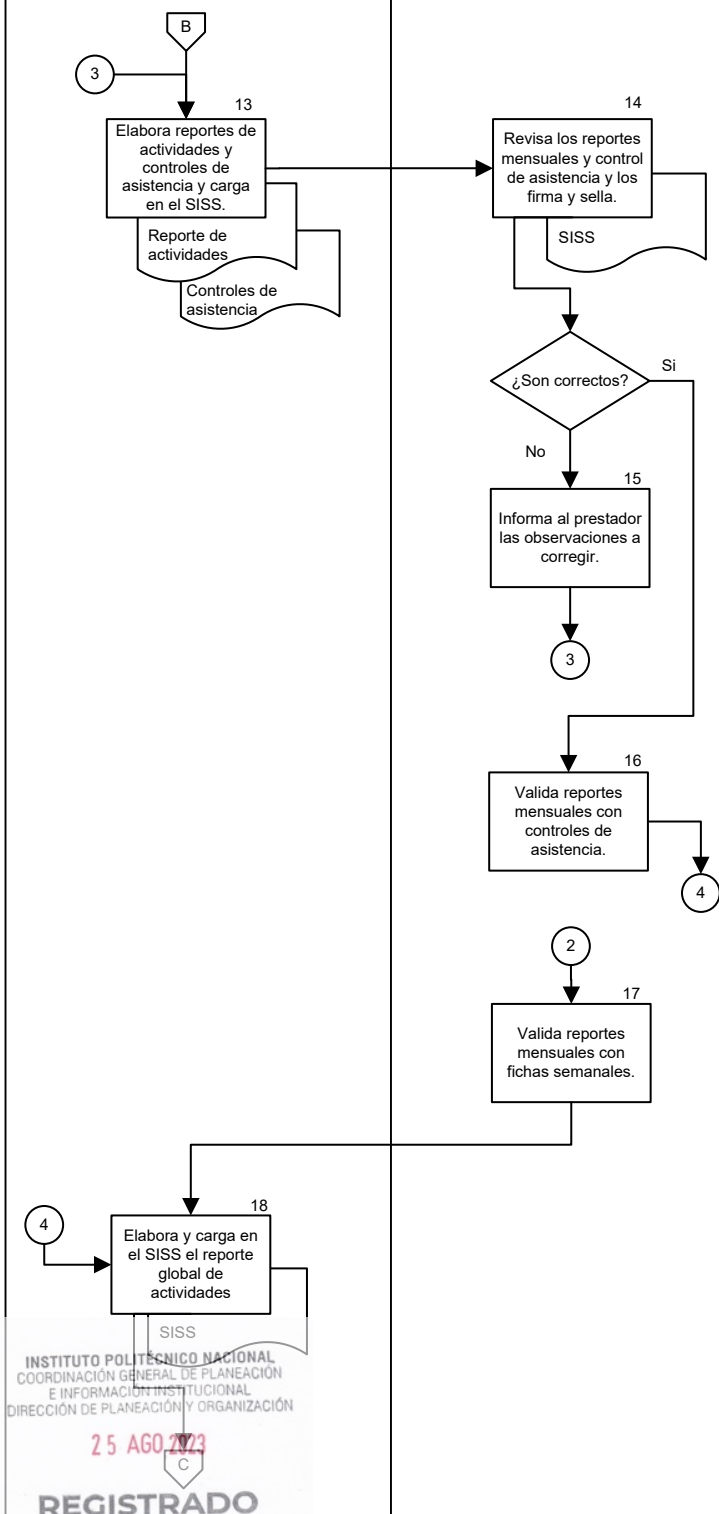 B
3
13
Elabora reportes de
actividades y
controles de
asistencia y carga
en el SISS.
Reporte de
actividades
Controles de
asistencia
14
Revisa los reportes
mensuales y control
de asistencia y los
firma y sella.
SISS
¿Son correctos?
Si
No
15
Informa al prestador
las observaciones a
corregir.
3
16
Valida reportes
mensuales con
controles de
asistencia.
4
2
17
Valida reportes
mensuales con
fichas semanales.
4
18
Elabora y carga en
el SISS el reporte
global de
actividades
SISS
INSTITUTO POLITÉCNICO NACIONAL
COORDINACIÓN GENERAL DE PLANEACIÓN
E INFORMACIÓN INSTITUCIONAL
DIRECCIÓN DE PLANEACIÓN Y ORGANIZACIÓN
25 AGO 2023
C
REGISTRADO